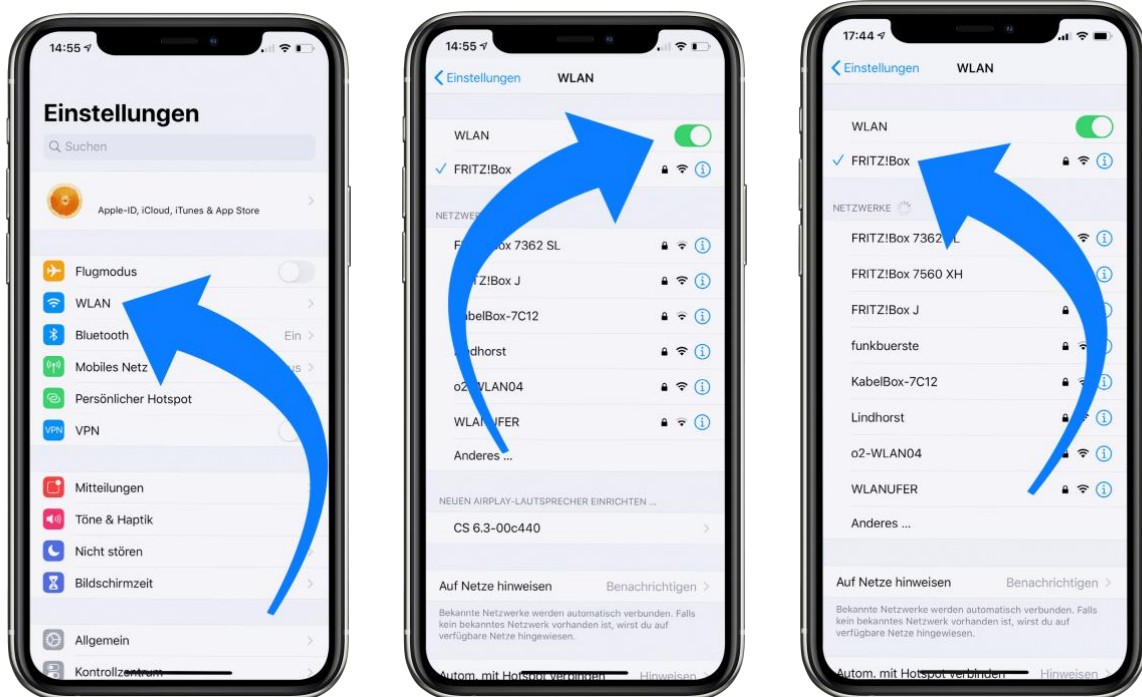 14:55
Einstellungen
Suchen
Apple-ID, iCloud, iTunes & App Store
Flugmodus
WLAN
Bluetooth Ein
Mobiles Netz
Persönlicher Hotspot
VPN VPN
Mitteilungen
Töne & Haptik
Nicht stören
Bildschirmzeit
Allgemein
14:55
Einstellungen WLAN
WLAN
FRITZ!Box
7362 SL
J
dhorst
Anderes ...
NEUEN AIRPLAY-LAUTSPRECHER EINRICHTEN ...
CS 6.3-00c440
Auf Netze hinweisen Benachrichtigen
Bekannte Netzwerke werden automatisch verbunden. Falls
kein bekanntes Netzwerk vorhanden ist, wirst du auf
verfügbare Netze hingewiesen.
Autom. mit Hotspot verbinden Hinweisen
17:44
Einstellungen WLAN
WLAN
FRITZ!Box
NETZWERKE
FRITZ!Box 7362
FRITZ!Box 7560 XH
FRITZ!Box J
funkbuerste
KabelBox-7C12
Lindhorst
o2-WLAN04
WLANUFER
Anderes ...
Auf Netze hinweisen Benachrichtigen
Bekannte Netzwerke werden automatisch verbunden. Falls
kein bekanntes Netzwerk vorhanden ist, wirst du auf
verfügbare Netze hingewiesen.
Autom. mit Hotspot verbinden Hinweisen